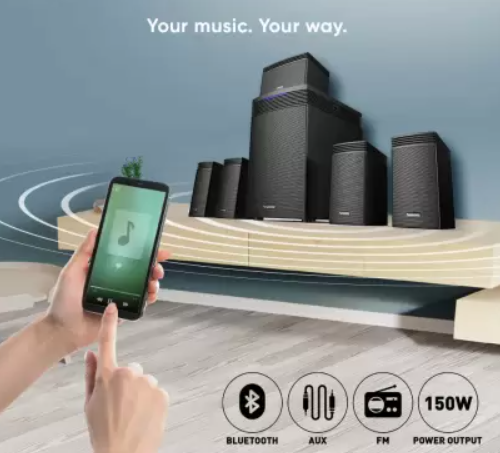 Your music. Your way.
150W
BLUETOOTH
AUX
FM
POWER OUTPUT